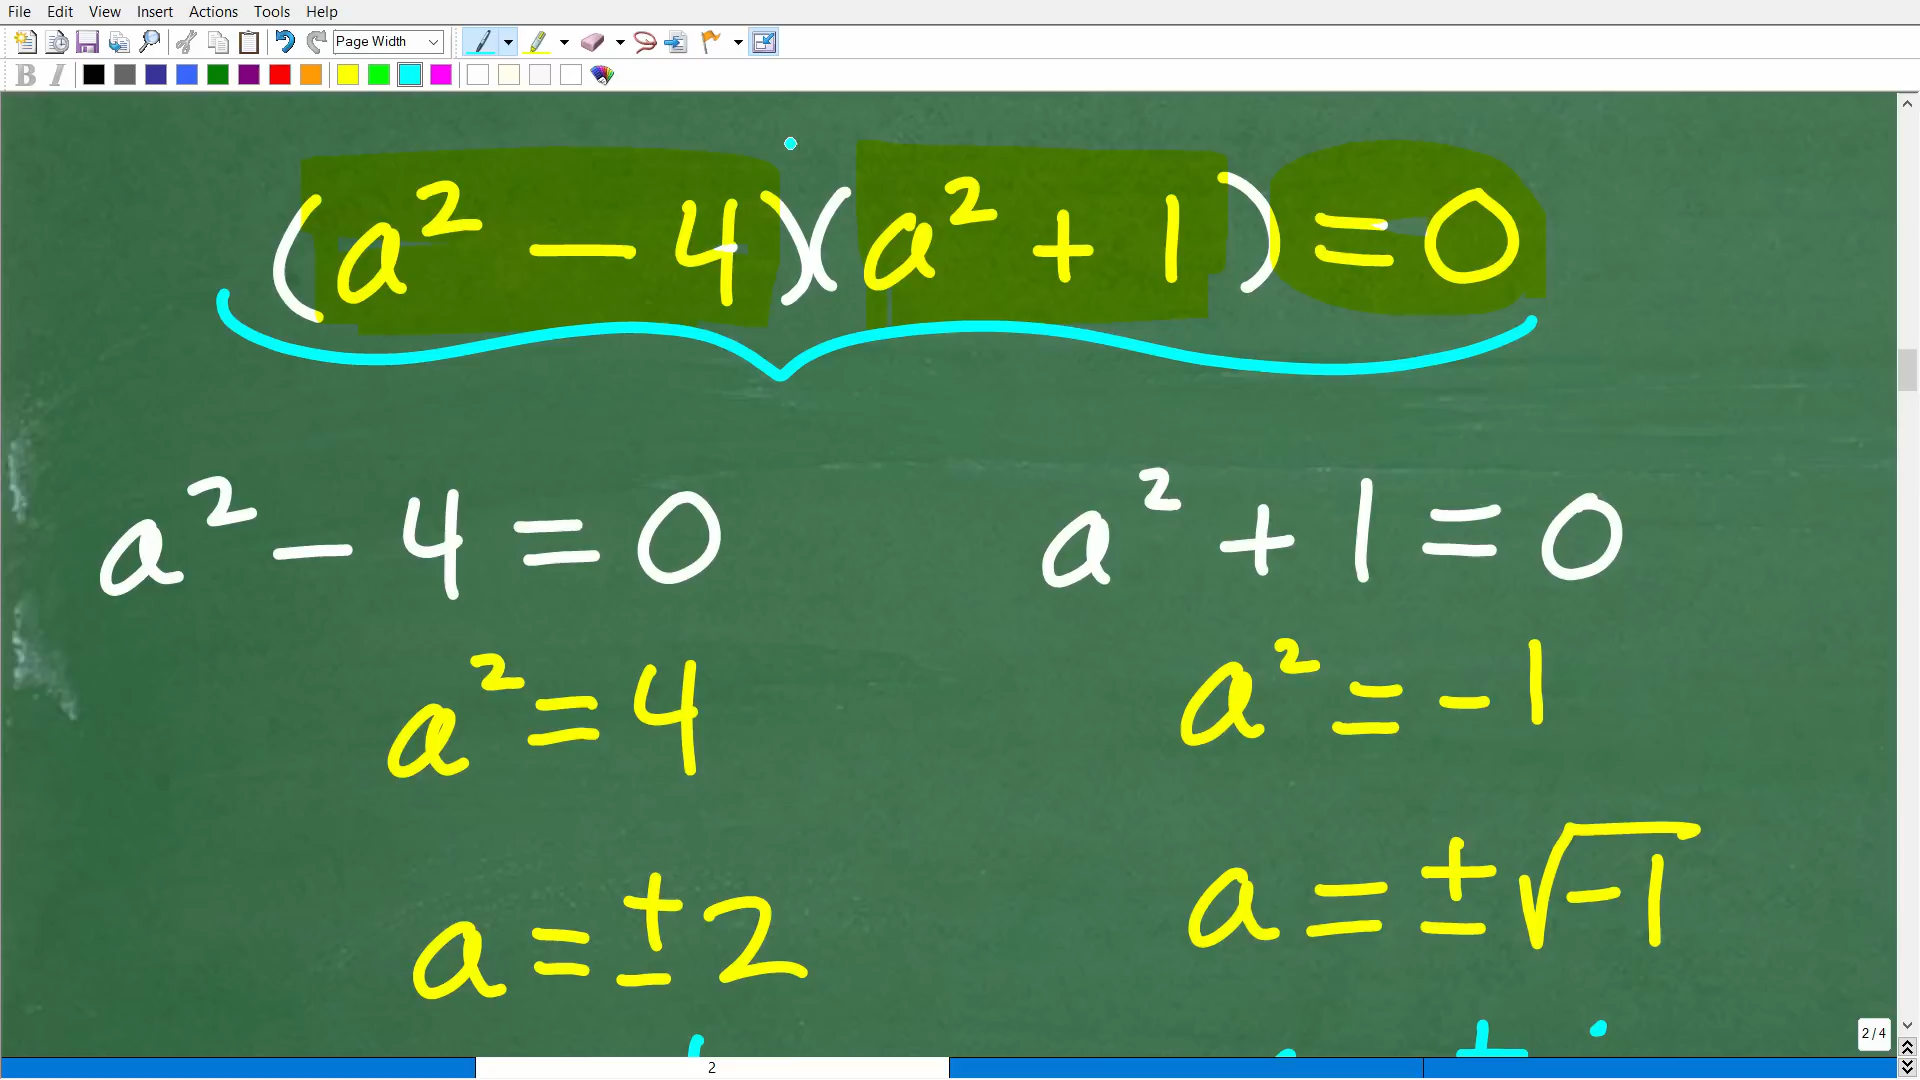 File Edit View Insert Actions Tools Help
Page Width
B I
(a² − 4)(a² + 1) = 0
a² − 4 = 0
a² + 1 = 0
a² = 4
a² = −1
a = ± 2
a = ± √−1
2 / 4
2